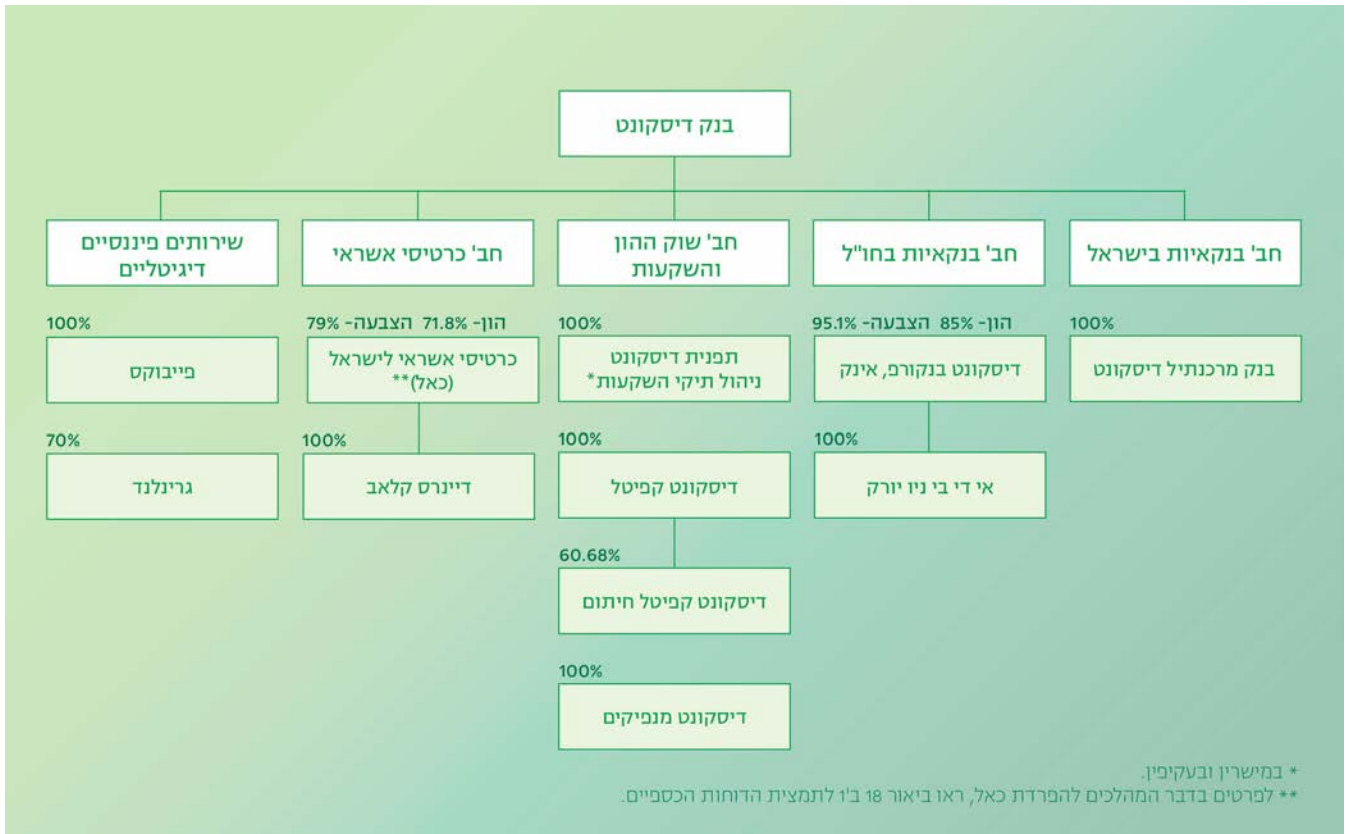 בנק דיסקונט
חב' בנקאיות בישראל
100%
בנק מרכנתיל דיסקונט
חב' בנקאיות בחו"ל
הון- 85% הצבעה- 95.1%
דיסקונט בנקורפ, אינק
100%
אי די בי ניו יורק
חב' שוק ההון
והשקעות
100%
תפנית דיסקונט
ניהול תיקי השקעות*
100%
דיסקונט קפיטל
60.68%
דיסקונט קפיטל חיתום
100%
דיסקונט מנפיקים
חב' כרטיסי אשראי
הון- 71.8% הצבעה- 79%
כרטיסי אשראי לישראל
(כאל)**
100%
דיינרס קלאב
שירותים פיננסיים
דיגיטליים
100%
פייבוקס
70%
גרינלנד
* במישרין ובעקיפין.
** לפרטים בדבר המהלכים להפרדת כאל, ראו ביאור 18 ב'1 לתמצית הדוחות הכספיים.